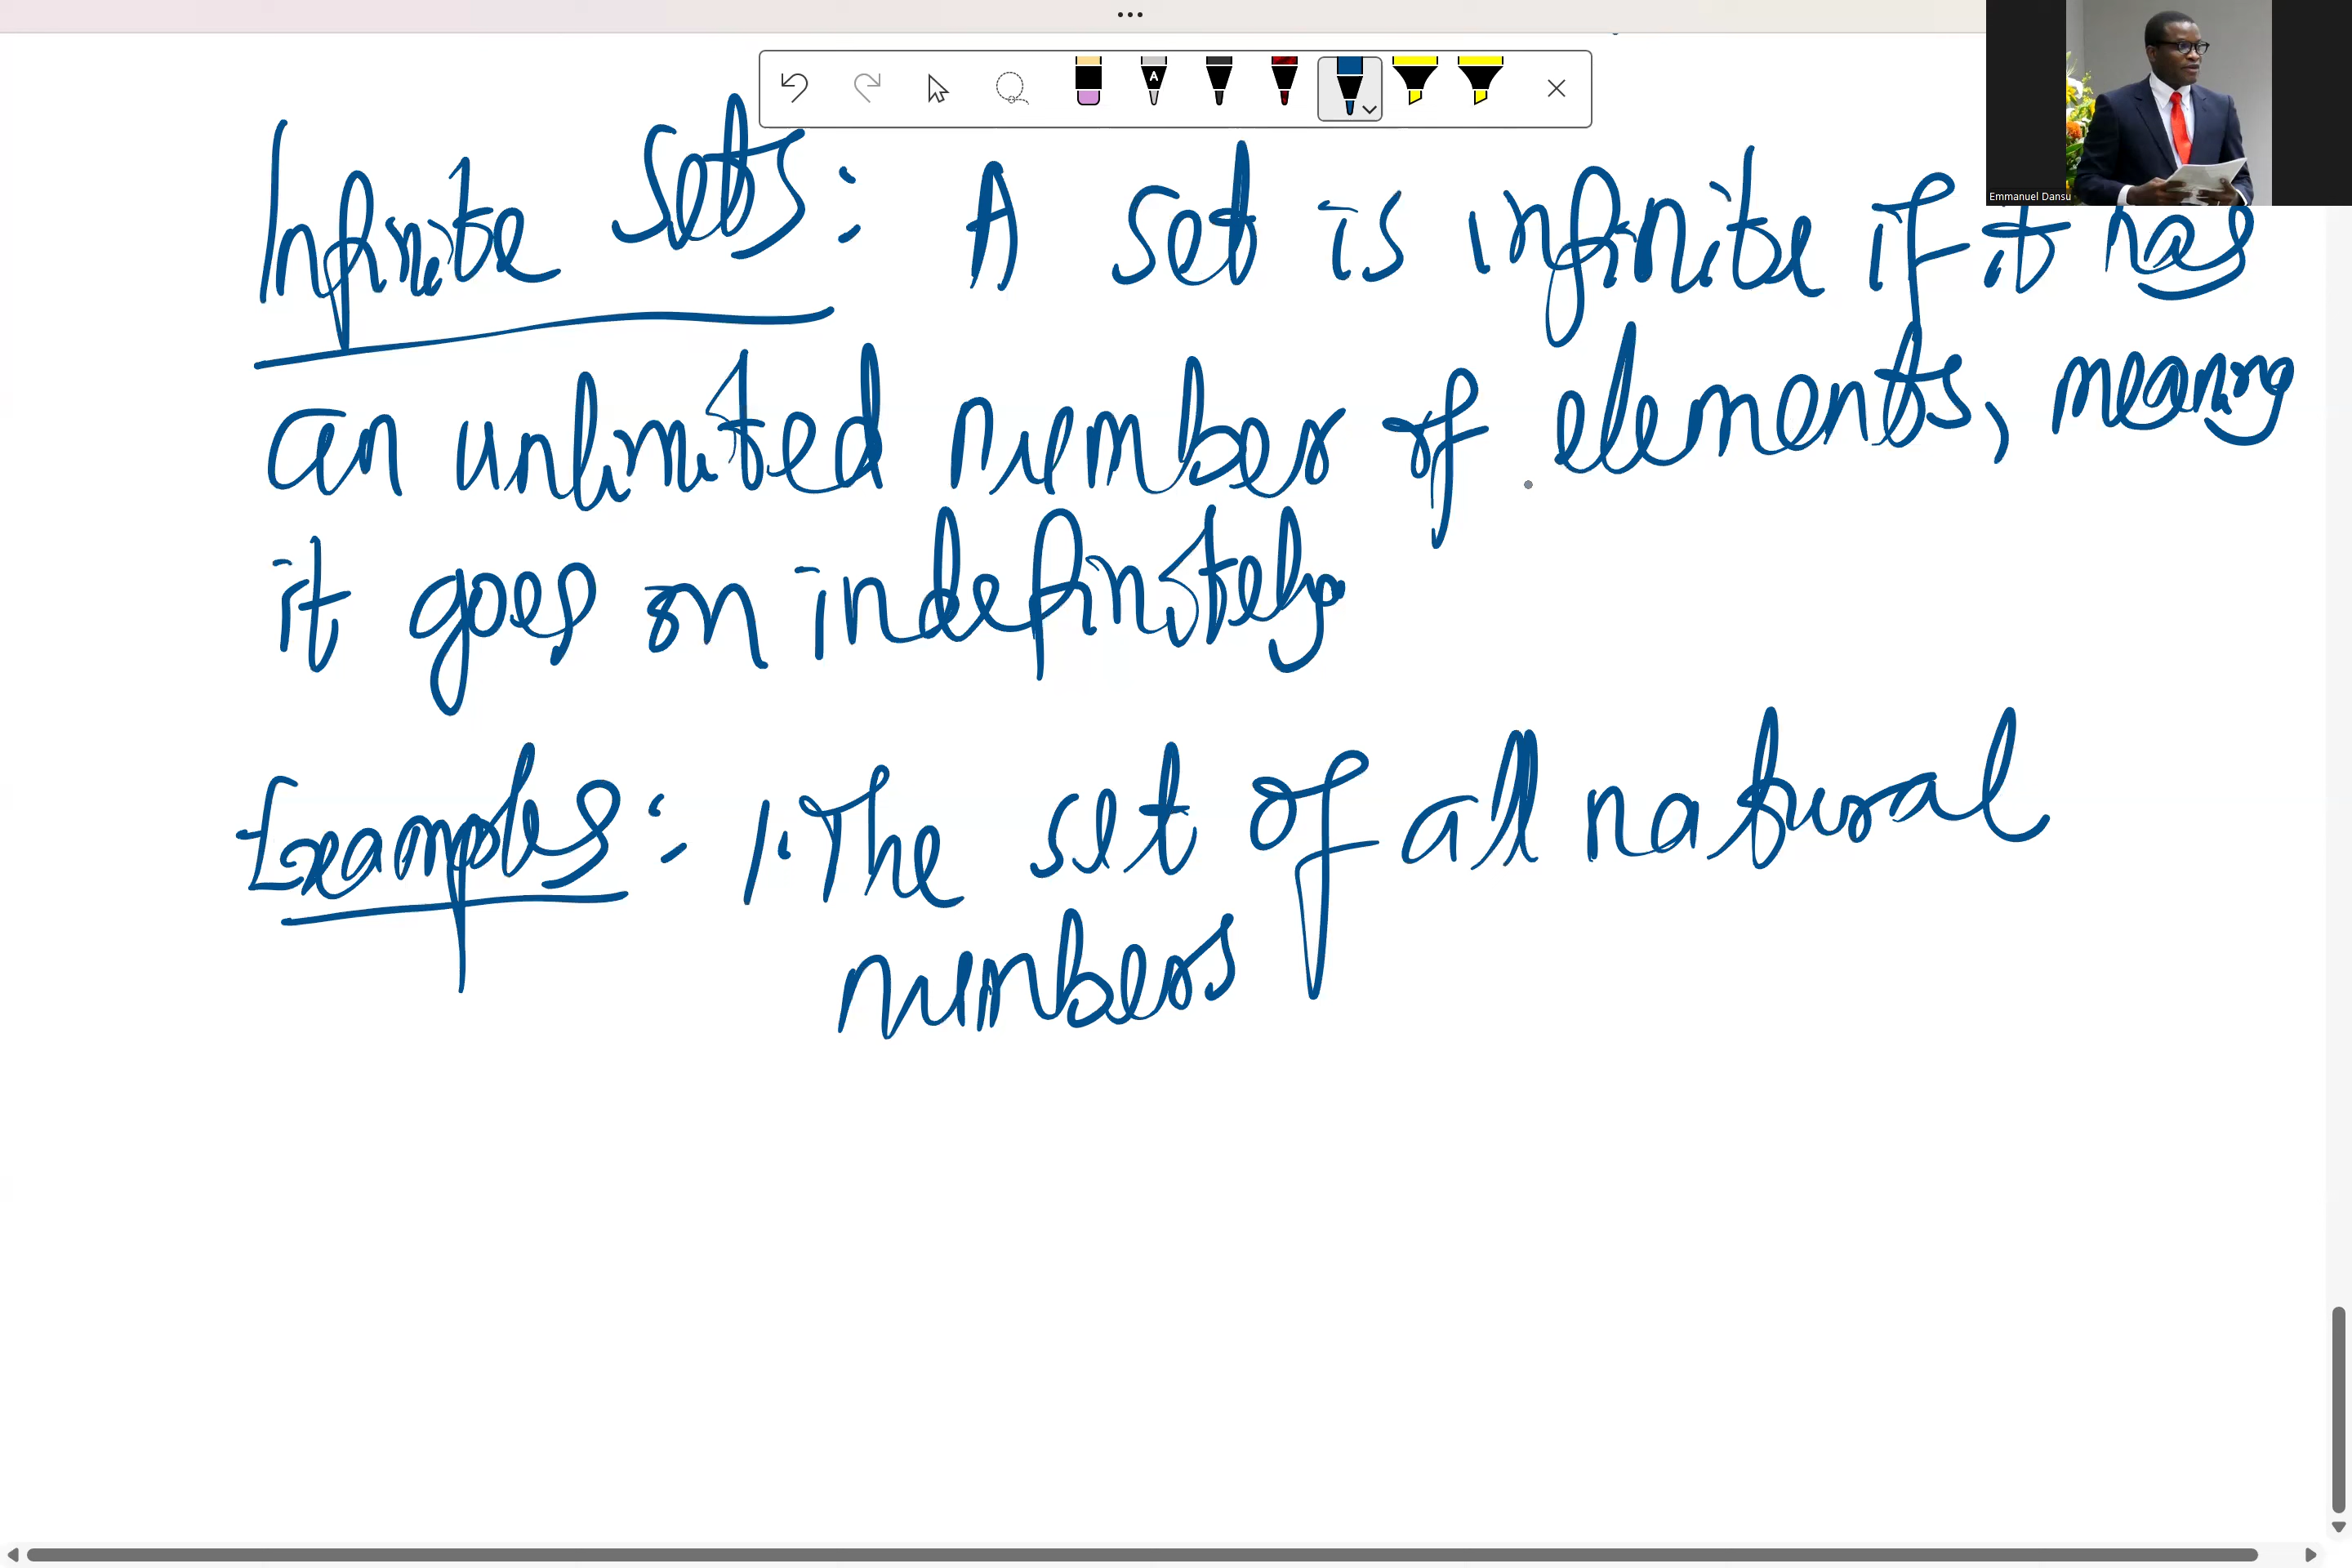 Emmanuel Dansu
Infinite Sets: A set is infinite if it has
an unlimited number of elements, meaning
it goes on indefinitely.
Examples: 1. The set of all natural
numbers